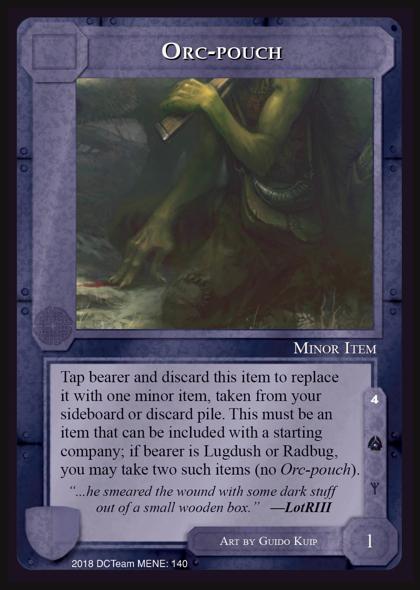 Orc-pouch
Minor Item
Tap bearer and discard this item to replace
it with one minor item, taken from your
sideboard or discard pile. This must be an
item that can be included with a starting
company; if bearer is Lugdush or Radbug,
you may take two such items (no Orc-pouch).
4
“...he smeared the wound with some dark stuff
out of a small wooden box.” —LotRIII
Art by Guido Kuip
1
2018 DCTeam MENE: 140